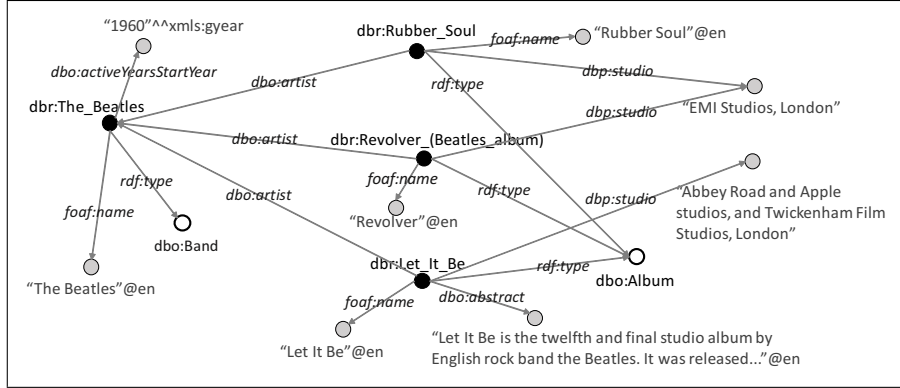 “1960”^^xmls:gyear
dbr:Rubber_Soul
foaf:name
“Rubber Soul”@en
dbo:activeYearsStartYear
dbo:artist
rdf:type
dbp:studio
dbr:The_Beatles
“EMI Studios, London”
dbp:studio
dbo:artist
dbr:Revolver_(Beatles_album)
rdf:type
foaf:name
rdf:type
dbo:artist
dbp:studio
foaf:name
“Revolver”@en
“Abbey Road and Apple
studios, and Twickenham Film
Studios, London”
dbo:Band
dbr:Let_It_Be
rdf:type
dbo:Album
“The Beatles”@en
foaf:name
dbo:abstract
“Let It Be”@en
“Let It Be is the twelfth and final studio album by
English rock band the Beatles. It was released...”@en